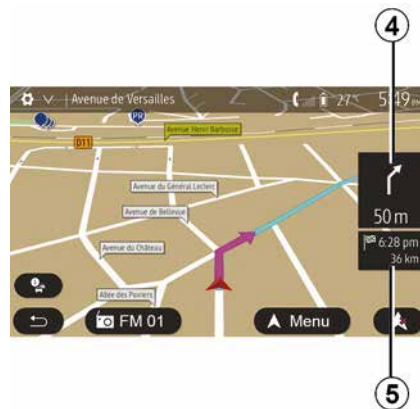 4
Avenue de Versailles
27°
5:49
PR
Avenue Henri Barbusse
D11
Avenue du Général Leclerc
Avenue de Bellevue
50 m
Avenue du Château
6:28 pm
36 km
Allée des Poiriers
FM 01
Menu
5